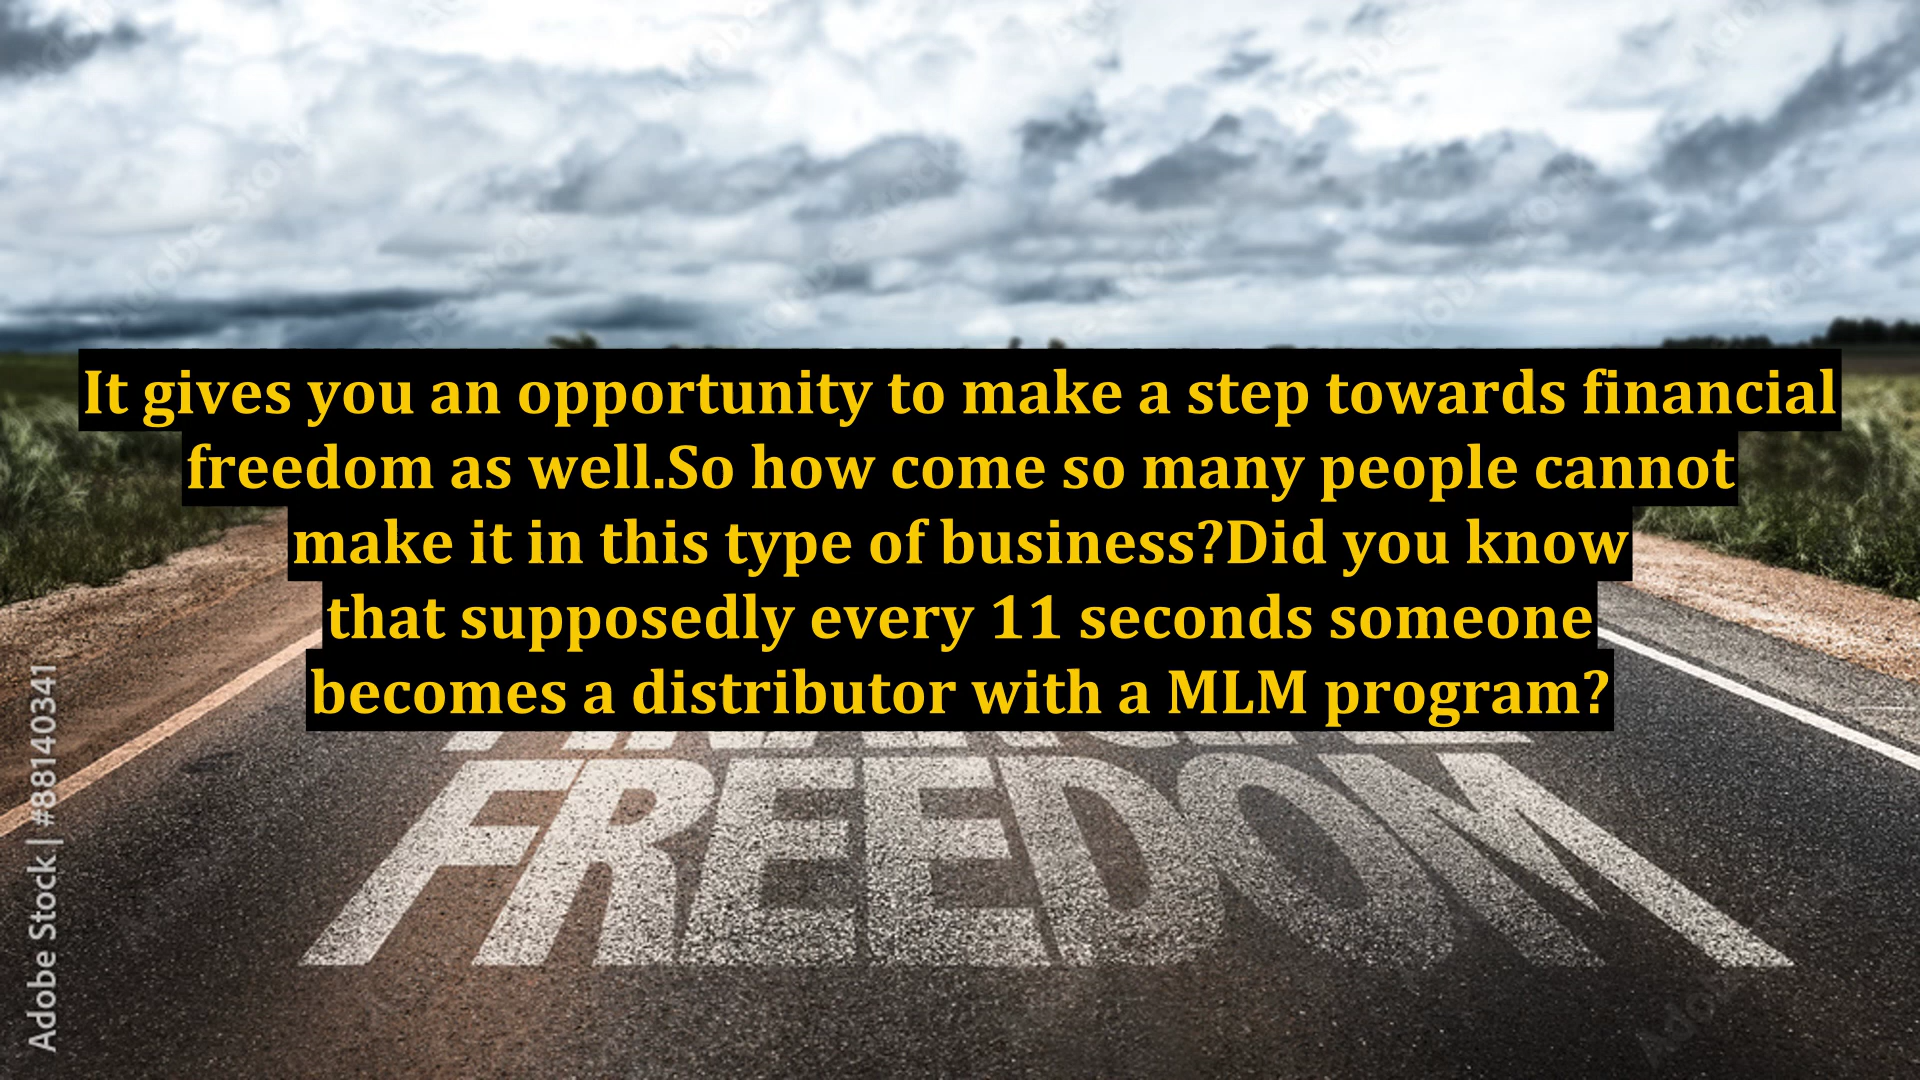 It gives you an opportunity to make a step towards financial
freedom as well.So how come so many people cannot
make it in this type of business?Did you know
that supposedly every 11 seconds someone
becomes a distributor with a MLM program?
FREEDOM
Adobe Stock | #88140341